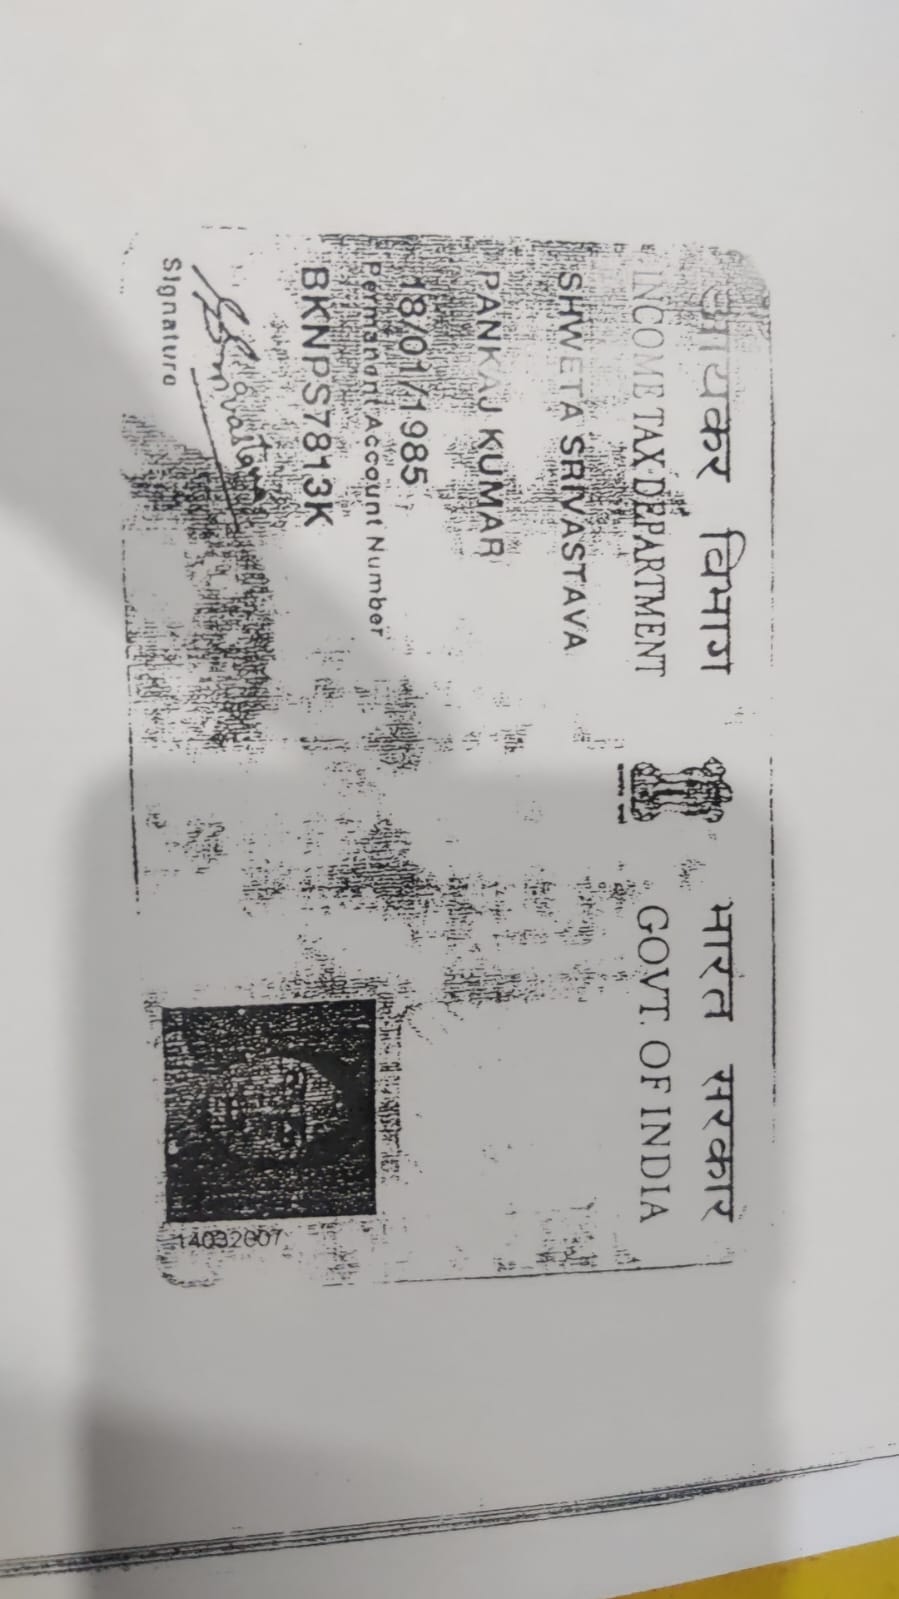 आयकर विभाग
भारत सरकार
INCOME TAX DEPARTMENT
GOVT. OF INDIA
SHWETA SRIVASTAVA
PANKAJ KUMAR
18/01/1985
Permanent Account Number
BKNPS7813K
Signature
14032007